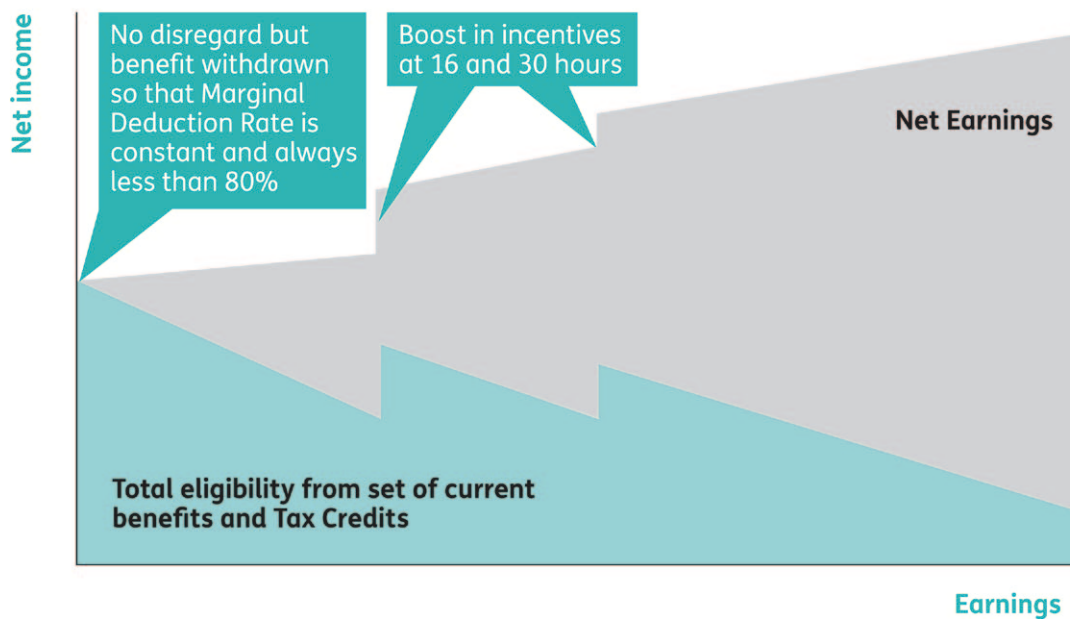 Net income
No disregard but
benefit withdrawn
so that Marginal
Deduction Rate is
constant and always
less than 80%
Boost in incentives
at 16 and 30 hours
Net Earnings
Total eligibility from set of current
benefits and Tax Credits
Earnings